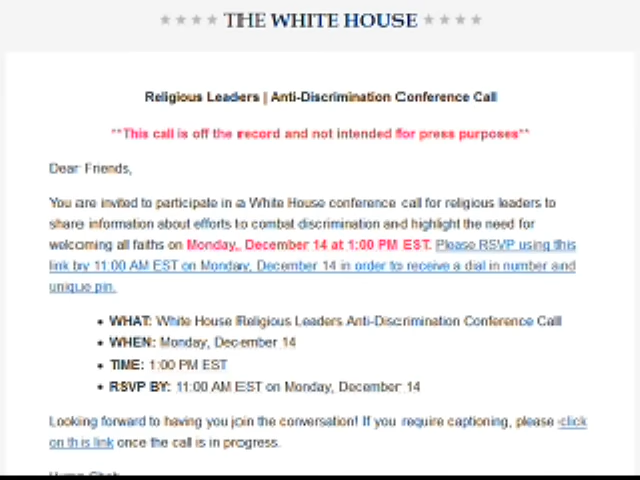 THE WHITE HOUSE
Religious Leaders | Anti-Discrimination Conference Call
**This call is off the record and not intended for press purposes**
Dear Friends,
You are invited to participate in a White House conference call for religious leaders to
share information about efforts to combat discrimination and highlight the need for
welcoming all faiths on Monday, December 14 at 1:00 PM EST. Please RSVP using this
link by 11:00 AM EST on Monday, December 14 in order to receive a dial in number and
unique pin.
• WHAT: White House Religious Leaders Anti-Discrimination Conference Call
• WHEN: Monday, December 14
• TIME: 1:00 PM EST
• RSVP BY: 11:00 AM EST on Monday, December 14
Looking forward to having you join the conversation! If you require captioning, please click
on this link once the call is in progress.